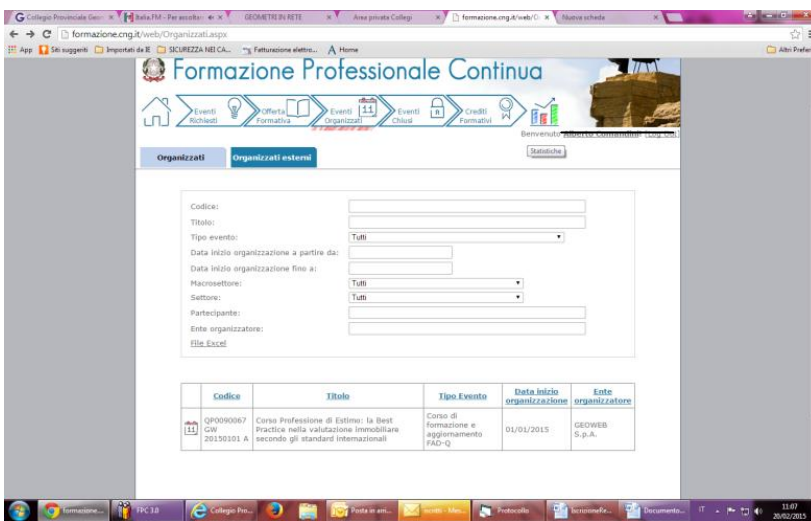 Collegio Provinciale Geom
Italia.FM - Per ascoltar
GEOMETRI IN RETE
Area privata Collegi
formazione.cng.it/web/O
Nuova scheda
formazione.cng.it/web/Organizzati.aspx
App Siti suggeriti Importati da IE SICUREZZA NEI CA... Fatturazione elettro... Home Altri Prefer
Formazione Professionale Continua
Eventi Richiesti
Offerta Formativa
Eventi Organizzati
Eventi Chiusi
Crediti Formativi
Benvenuto
Statistiche
Organizzati Organizzati esterni
Codice:
Titolo:
Tipo evento: Tutti
Data inizio organizzazione a partire da:
Data inizio organizzazione fino a:
Macrosettore: Tutti
Settore: Tutti
Partecipante:
Ente organizzatore:
File Excel
Codice Titolo Tipo Evento Data inizio organizzazione Ente organizzatore
11 QP0090067 GW 20150101 A
Corso Professione di Estimo: la Best
Practice nella valutazione immobiliare
secondo gli standard internazionali
Corso di
formazione e
aggiornamento
FAD-Q
01/01/2015
GEOWEB
S.p.A.
formazione... FPC 3.0 Collegio Pro... Posta in arri... Protocollo Documento... IT 11:07
20/02/2015